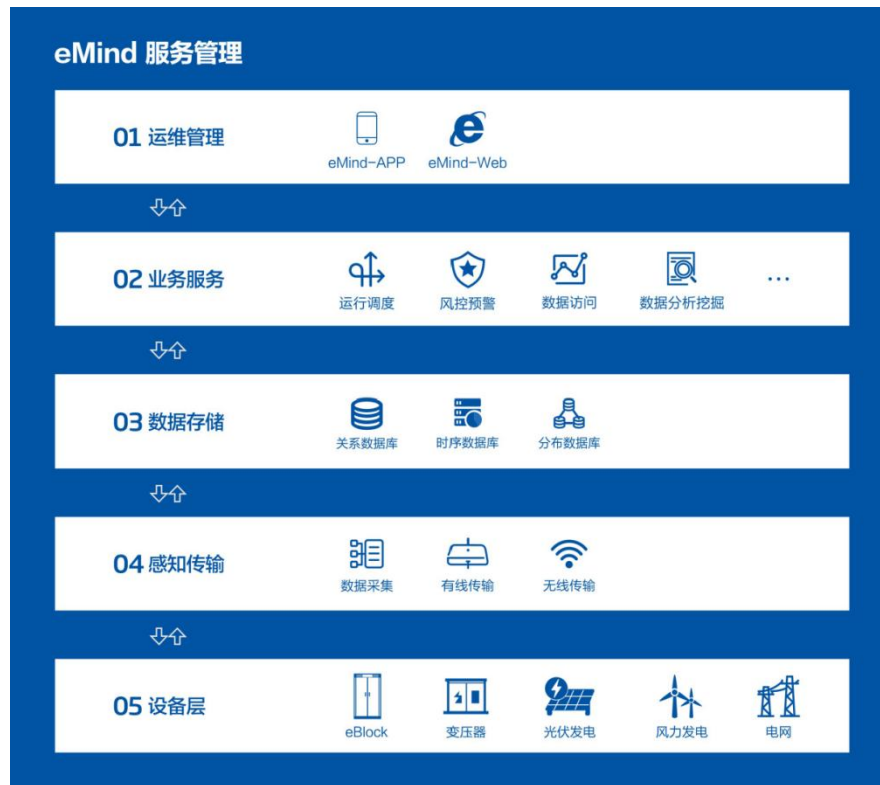 eMind 服务管理
01 运维管理
eMind-APP eMind-Web
02 业务服务
运行调度 风控预警 数据访问 数据分析挖掘 ...
03 数据存储
关系数据库 时序数据库 分布数据库
04 感知传输
数据采集 有线传输 无线传输
05 设备层
eBlock 变压器 光伏发电 风力发电 电网